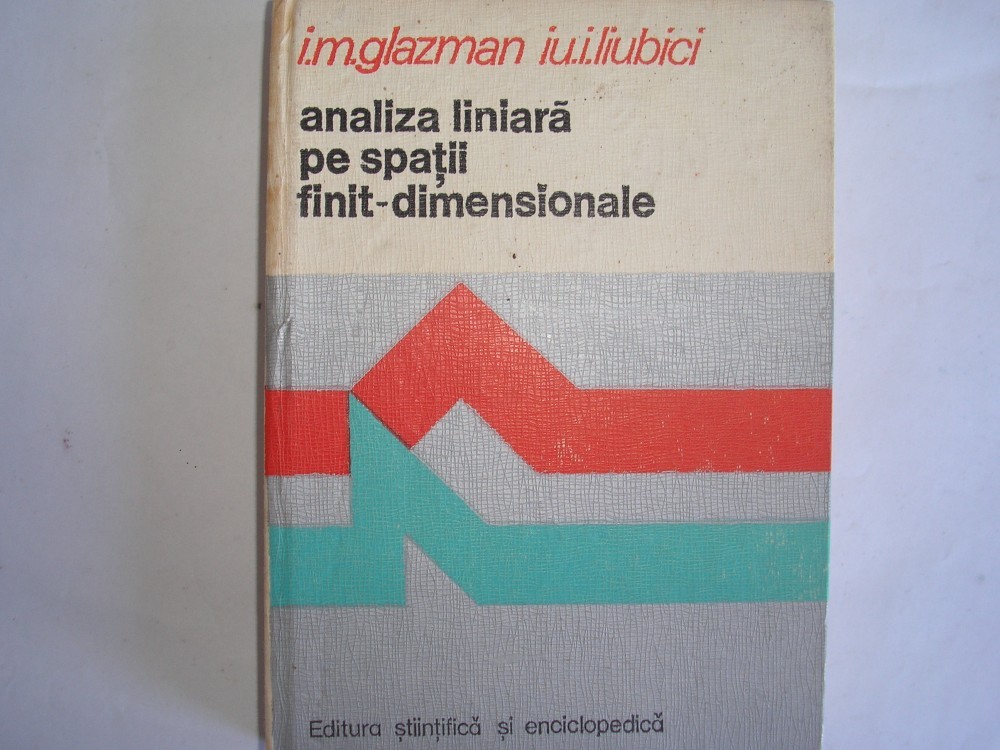 i.m.glazman iu.i.liubici
analiza liniară
pe spații
finit-dimensionale
Editura științifică și enciclopedică